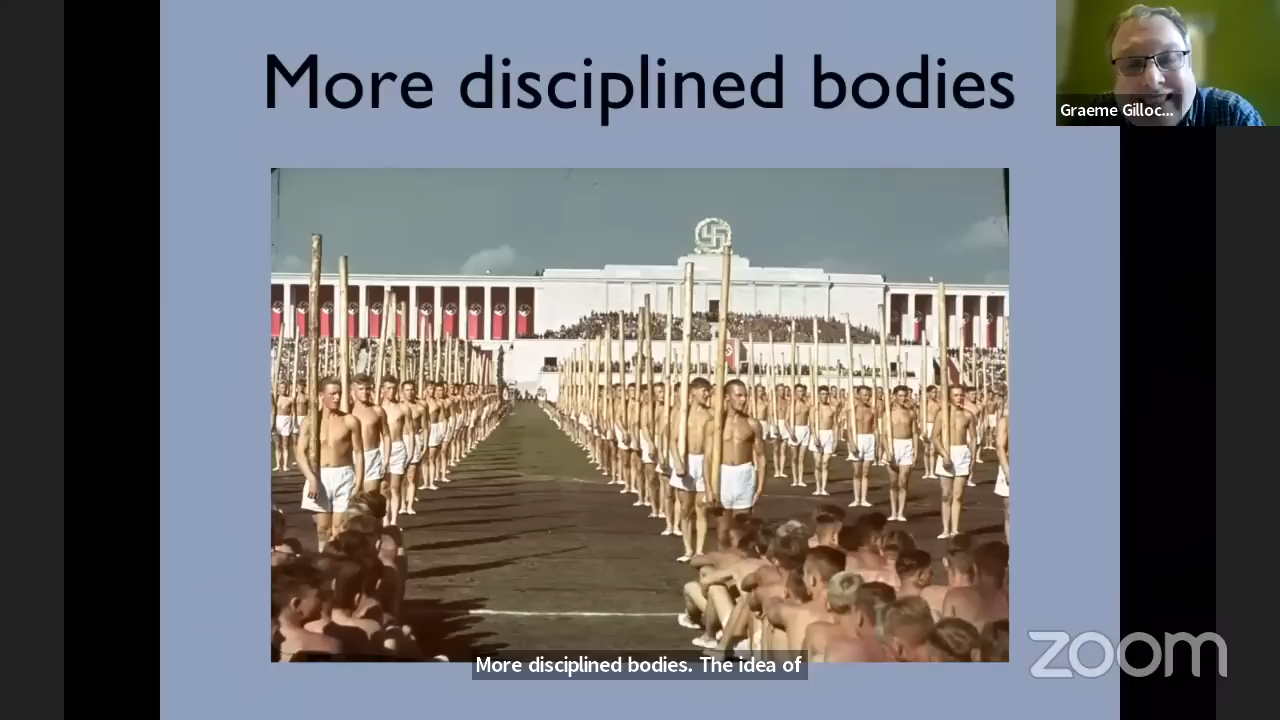 More disciplined bodies
Graeme Gilloc...
More disciplined bodies. The idea of
zoom